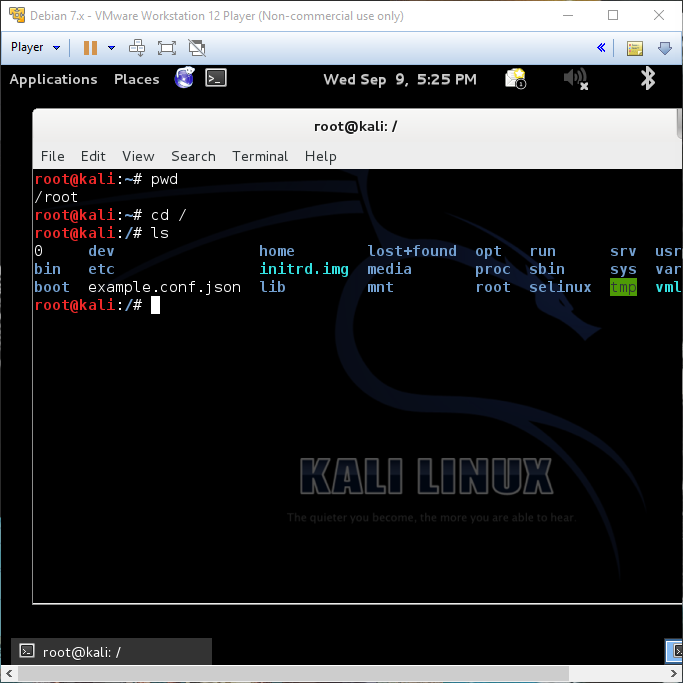 Debian 7.x - VMware Workstation 12 Player (Non-commercial use only)
Player
Applications Places Wed Sep 9, 5:25 PM 1
root@kali: /
File Edit View Search Terminal Help
root@kali:~# pwd
/root
root@kali:~# cd /
root@kali:/# ls
0 dev home lost+found opt run srv usr
bin etc initrd.img media proc sbin sys var
boot example.conf.json lib mnt root selinux tmp vml
root@kali:/#
KALI LINUX
The quieter you become, the more you are able to hear.
root@kali: /